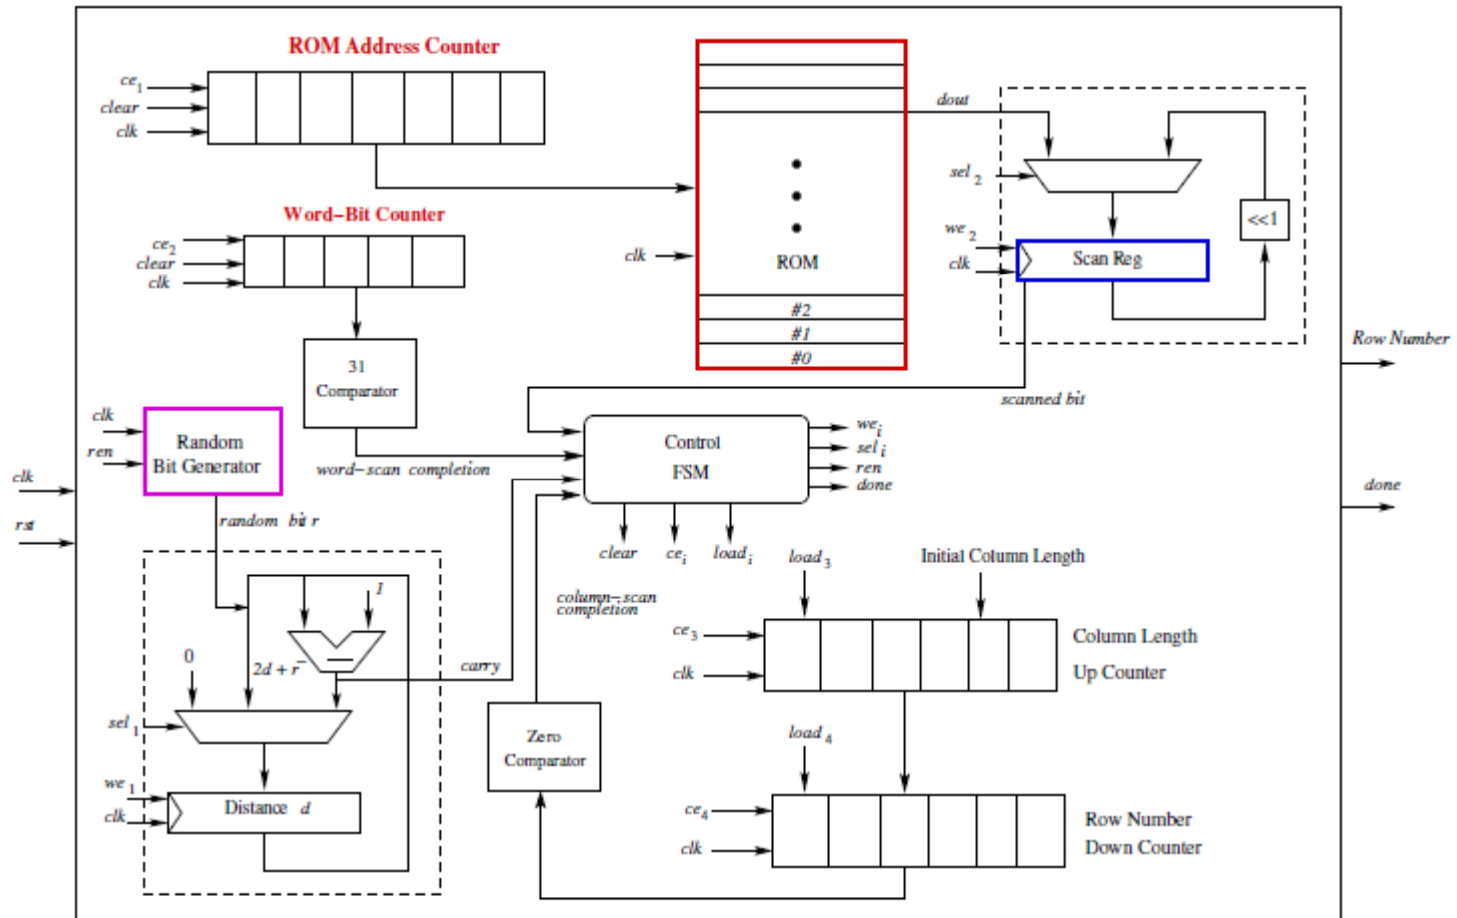 ROM Address Counter
ce1
clear
clk
dout
sel2
we2
clk
<<1
Scan Reg
Word-Bit Counter
ce2
clear
clk
clk
ROM
#2
#1
#0
31
Comparator
Row Number
scanned bit
clk
ren
Random
Bit Generator
word-scan completion
Control
FSM
wei
seli
ren
done
clk
rst
done
random bit r
clear
cei
loadi
load3
Initial Column Length
column-scan
completion
1
0
2d + r
carry
ce3
clk
Column Length
Up Counter
sel1
Zero
Comparator
load4
we1
clk
Distance d
ce4
clk
Row Number
Down Counter